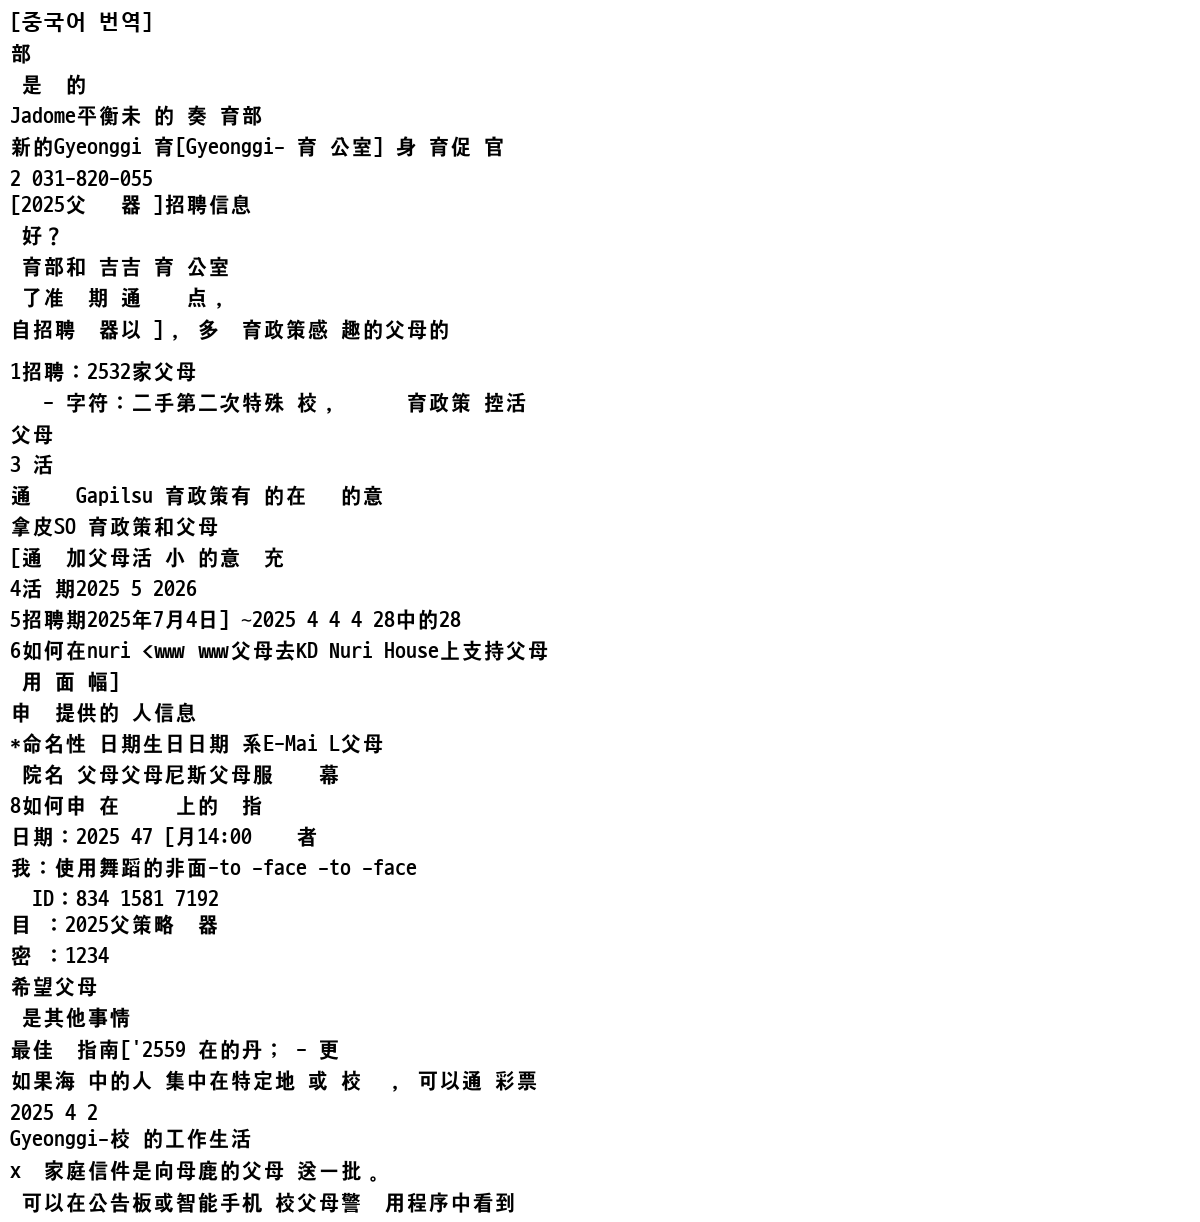 [중국어 번역]
部
是 的
Jadome平衡未 的 奏 育部
新的Gyeonggi 育[Gyeonggi- 育 公室] 身 育促 官
2 031-820-055
[2025父 器 ]招聘信息
好？
育部和 吉吉 育 公室
了准 期 通 点，
自招聘 器以 ]， 多 育政策感 趣的父母的
1招聘：2532家父母
- 字符：二手第二次特殊 校， 育政策 控活
父母
3 活
通 Gapilsu 育政策有 的在 的意
拿皮SO 育政策和父母
[通 加父母活 小 的意 充
4活 期2025 5 2026
5招聘期2025年7月4日] ~2025 4 4 4 28中的28
6如何在nuri <www www父母去KD Nuri House上支持父母
用 面 幅]
申 提供的 人信息
*命名性 日期生日日期 系E-Mai L父母
院名 父母父母尼斯父母服 幕
8如何申 在 上的 指
日期：2025 47 [月14:00 者
我：使用舞蹈的非面-to -face -to -face
ID：834 1581 7192
目 ：2025父策略 器
密 ：1234
希望父母
是其他事情
最佳 指南['2559 在的丹； - 更
如果海 中的人 集中在特定地 或 校 ， 可以通 彩票
2025 4 2
Gyeonggi-校 的工作生活
x 家庭信件是向母鹿的父母 送一批。
可以在公告板或智能手机 校父母警 用程序中看到